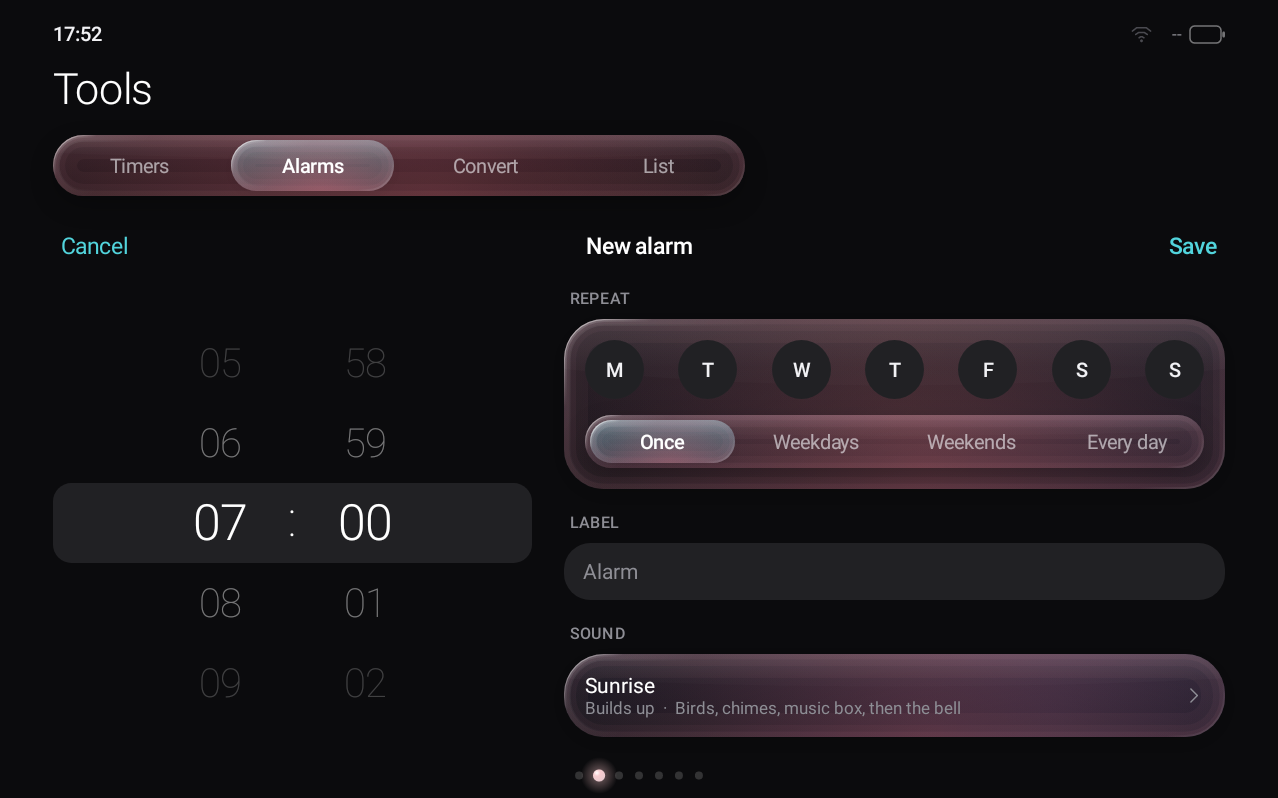 17:52
--
Tools
Timers Alarms Convert List
Cancel New alarm Save
REPEAT
M T W T F S S
Once Weekdays Weekends Every day
05 58
06 59
07 : 00
08 01
09 02
LABEL
Alarm
SOUND
Sunrise
Builds up · Birds, chimes, music box, then the bell